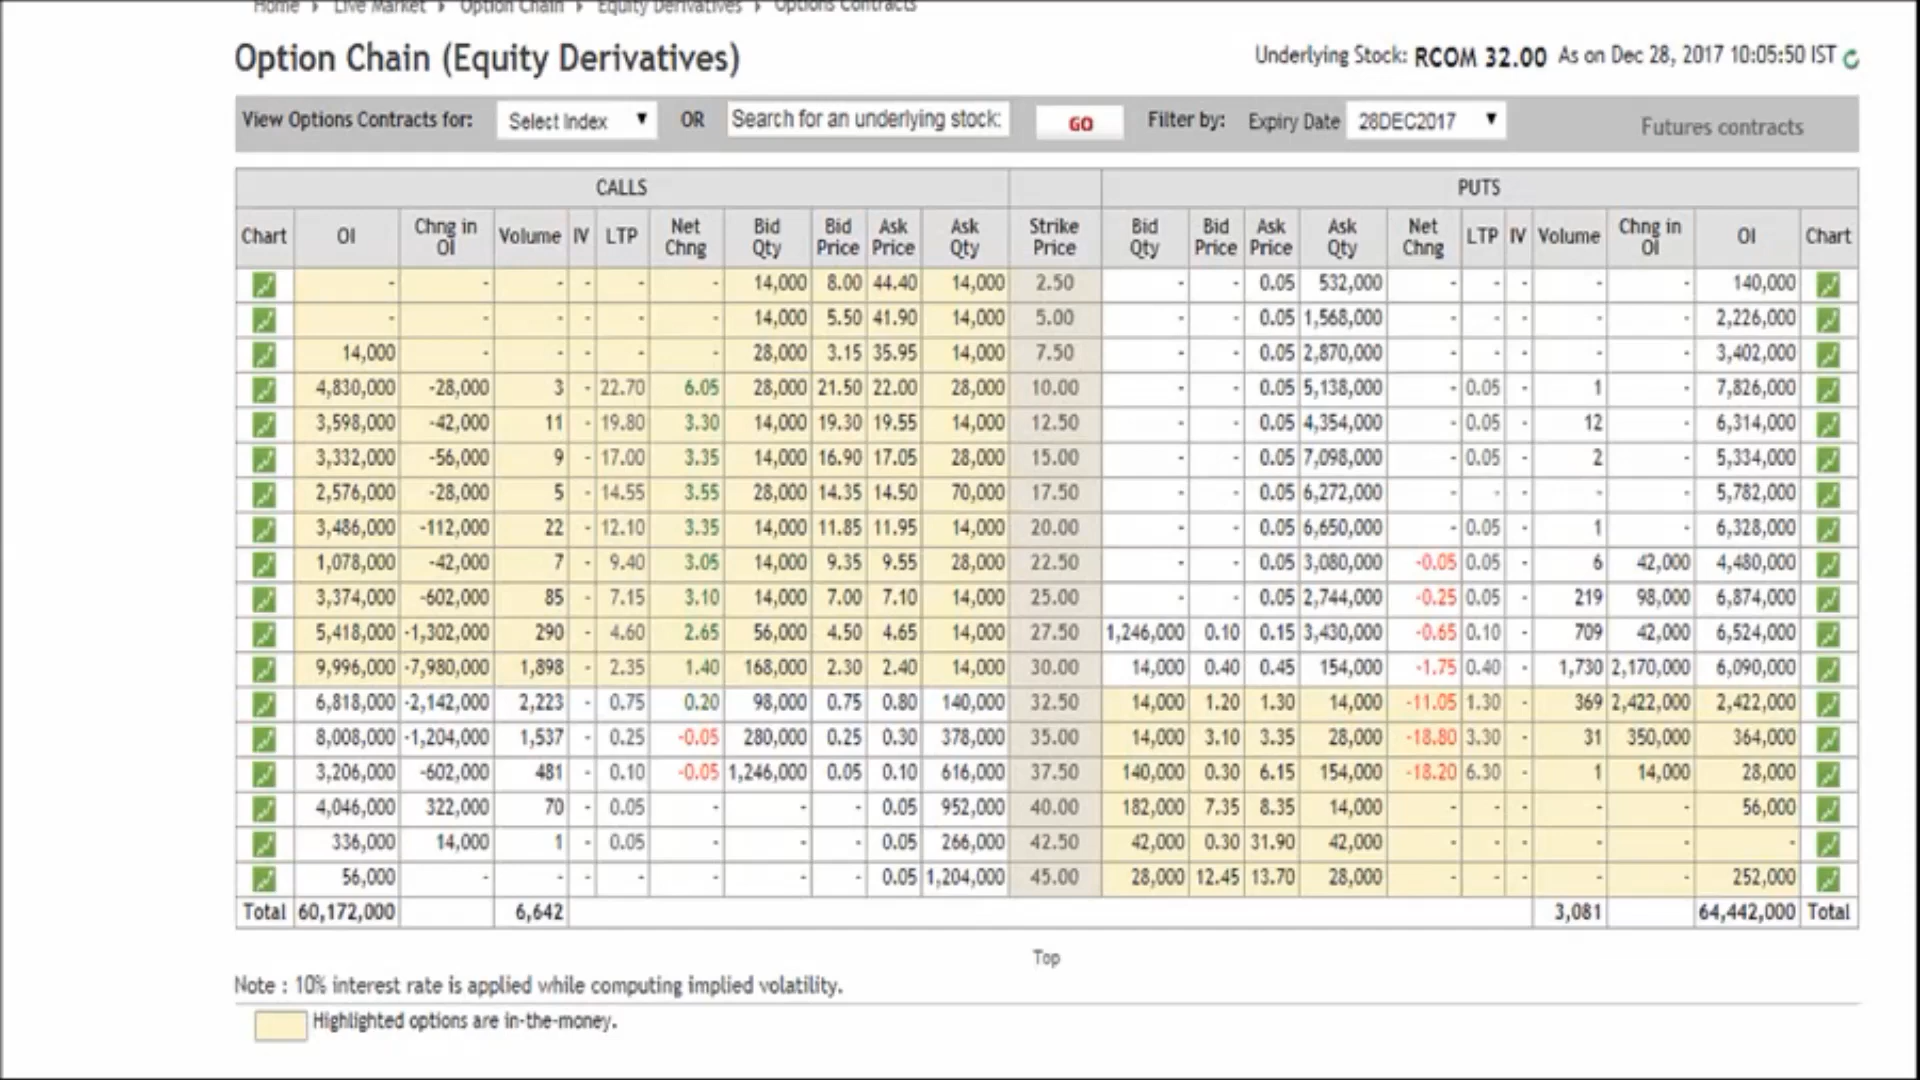 Home Live Market Option Chain Equity Derivatives Options Contracts
Option Chain (Equity Derivatives) Underlying Stock: RCOM 32.00 As on Dec 28, 2017 10:05:50 IST
View Options Contracts for: Select Index OR Search for an underlying stock: GO Filter by: Expiry Date 28DEC2017 Futures contracts
CALLS PUTS
Chart OI Chng in OI Volume IV LTP Net Chng Bid Qty Bid Price Ask Price Ask Qty Strike Price Bid Qty Bid Price Ask Price Ask Qty Net Chng LTP IV Volume Chng in OI OI Chart
- - - - - - 14,000 8.00 44.40 14,000 2.50 - - 0.05 532,000 - - - - - 140,000
- - - - - - 14,000 5.50 41.90 14,000 5.00 - - 0.05 1,568,000 - - - - - 2,226,000
14,000 - - - - - 28,000 3.15 35.95 14,000 7.50 - - 0.05 2,870,000 - - - - - 3,402,000
4,830,000 -28,000 3 - 22.70 6.05 28,000 21.50 22.00 28,000 10.00 - - 0.05 5,138,000 - 0.05 - 1 - 7,826,000
3,598,000 -42,000 11 - 19.80 3.30 14,000 19.30 19.55 14,000 12.50 - - 0.05 4,354,000 - 0.05 - 12 - 6,314,000
3,332,000 -56,000 9 - 17.00 3.35 14,000 16.90 17.05 28,000 15.00 - - 0.05 7,098,000 - 0.05 - 2 - 5,334,000
2,576,000 -28,000 5 - 14.55 3.55 28,000 14.35 14.50 70,000 17.50 - - 0.05 6,272,000 - - - - - 5,782,000
3,486,000 -112,000 22 - 12.10 3.35 14,000 11.85 11.95 14,000 20.00 - - 0.05 6,650,000 - 0.05 - 1 - 6,328,000
1,078,000 -42,000 7 - 9.40 3.05 14,000 9.35 9.55 28,000 22.50 - - 0.05 3,080,000 -0.05 0.05 - 6 42,000 4,480,000
3,374,000 -602,000 85 - 7.15 3.10 14,000 7.00 7.10 14,000 25.00 - - 0.05 2,744,000 -0.25 0.05 - 219 98,000 6,874,000
5,418,000 -1,302,000 290 - 4.60 2.65 56,000 4.50 4.65 14,000 27.50 1,246,000 0.10 0.15 3,430,000 -0.65 0.10 - 709 42,000 6,524,000
9,996,000 -7,980,000 1,898 - 2.35 1.40 168,000 2.30 2.40 14,000 30.00 14,000 0.40 0.45 154,000 -1.75 0.40 - 1,730 2,170,000 6,090,000
6,818,000 -2,142,000 2,223 - 0.75 0.20 98,000 0.75 0.80 140,000 32.50 14,000 1.20 1.30 14,000 -11.05 1.30 - 369 2,422,000 2,422,000
8,008,000 -1,204,000 1,537 - 0.25 -0.05 280,000 0.25 0.30 378,000 35.00 14,000 3.10 3.35 28,000 -18.80 3.30 - 31 350,000 364,000
3,206,000 -602,000 481 - 0.10 -0.05 1,246,000 0.05 0.10 616,000 37.50 140,000 0.30 6.15 154,000 -18.20 6.30 - 1 14,000 28,000
4,046,000 322,000 70 - 0.05 - - - 0.05 952,000 40.00 182,000 7.35 8.35 14,000 - - - - - 56,000
336,000 14,000 1 - 0.05 - - - 0.05 266,000 42.50 42,000 0.30 31.90 42,000 - - - - - -
56,000 - - - - - - - 0.05 1,204,000 45.00 28,000 12.45 13.70 28,000 - - - - - 252,000
Total 60,172,000 6,642 3,081 64,442,000 Total
Top
Note : 10% interest rate is applied while computing implied volatility.
Highlighted options are in-the-money.